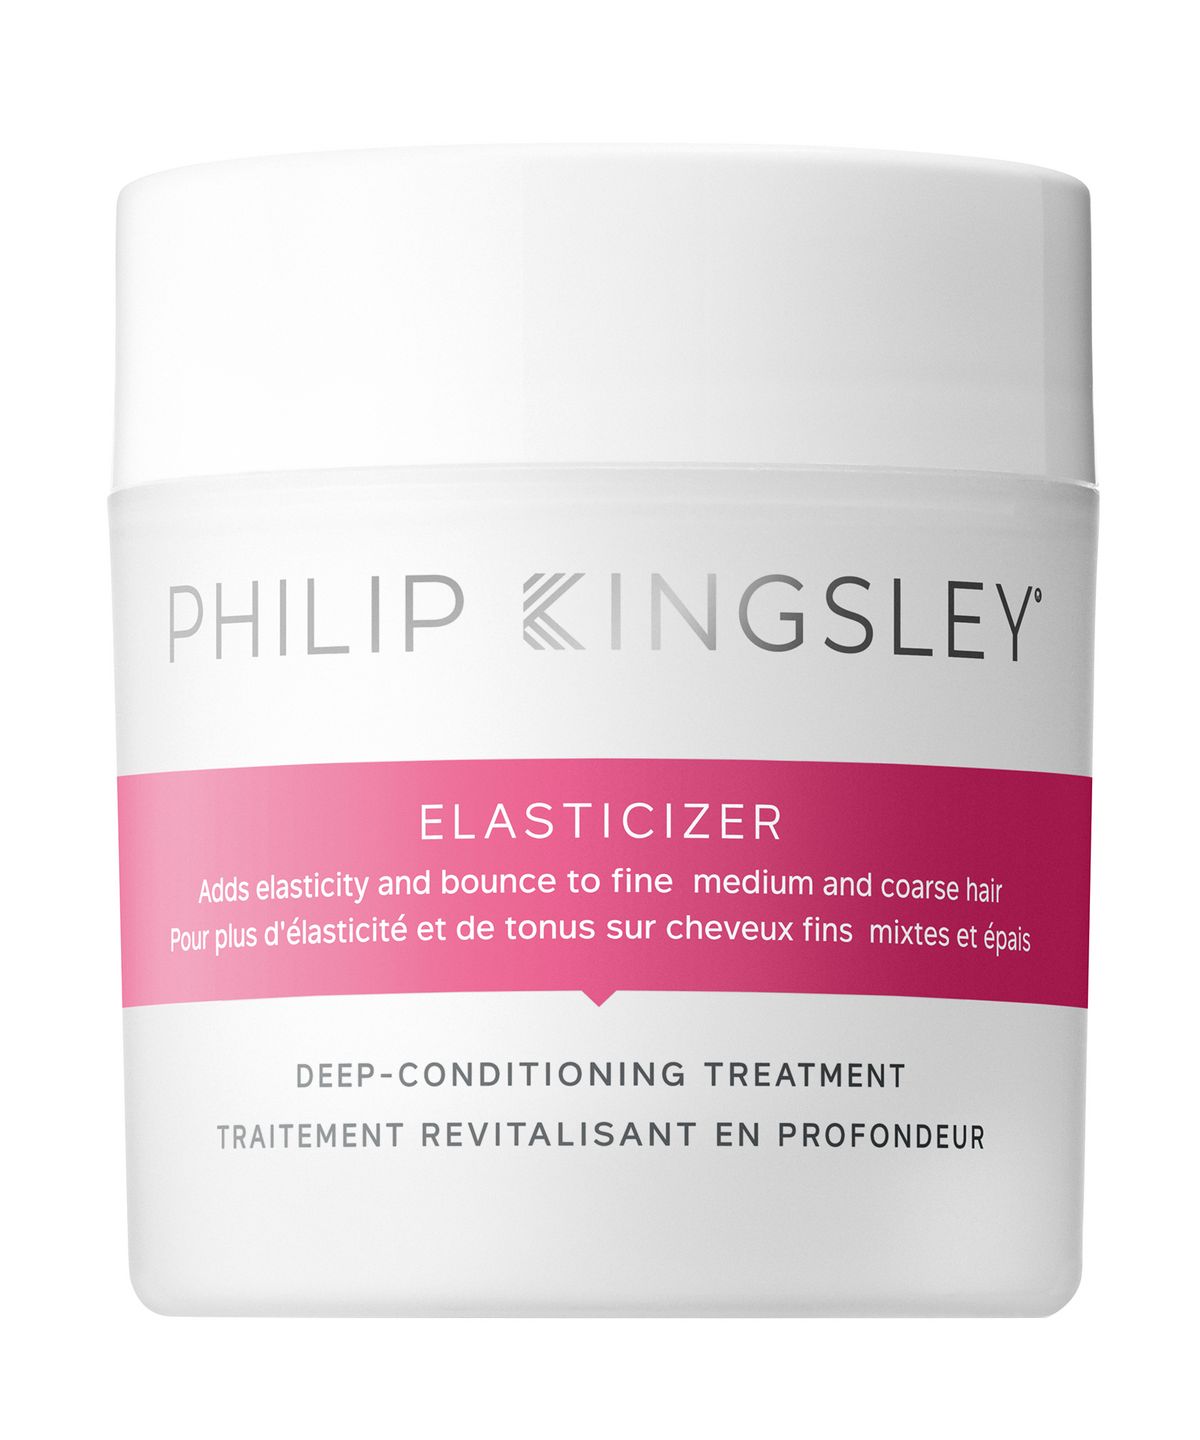 PHILIP KINGSLEY®
ELASTICIZER
Adds elasticity and bounce to fine medium and coarse hair
Pour plus d'élasticité et de tonus sur cheveux fins mixtes et épais
DEEP-CONDITIONING TREATMENT
TRAITEMENT REVITALISANT EN PROFONDEUR